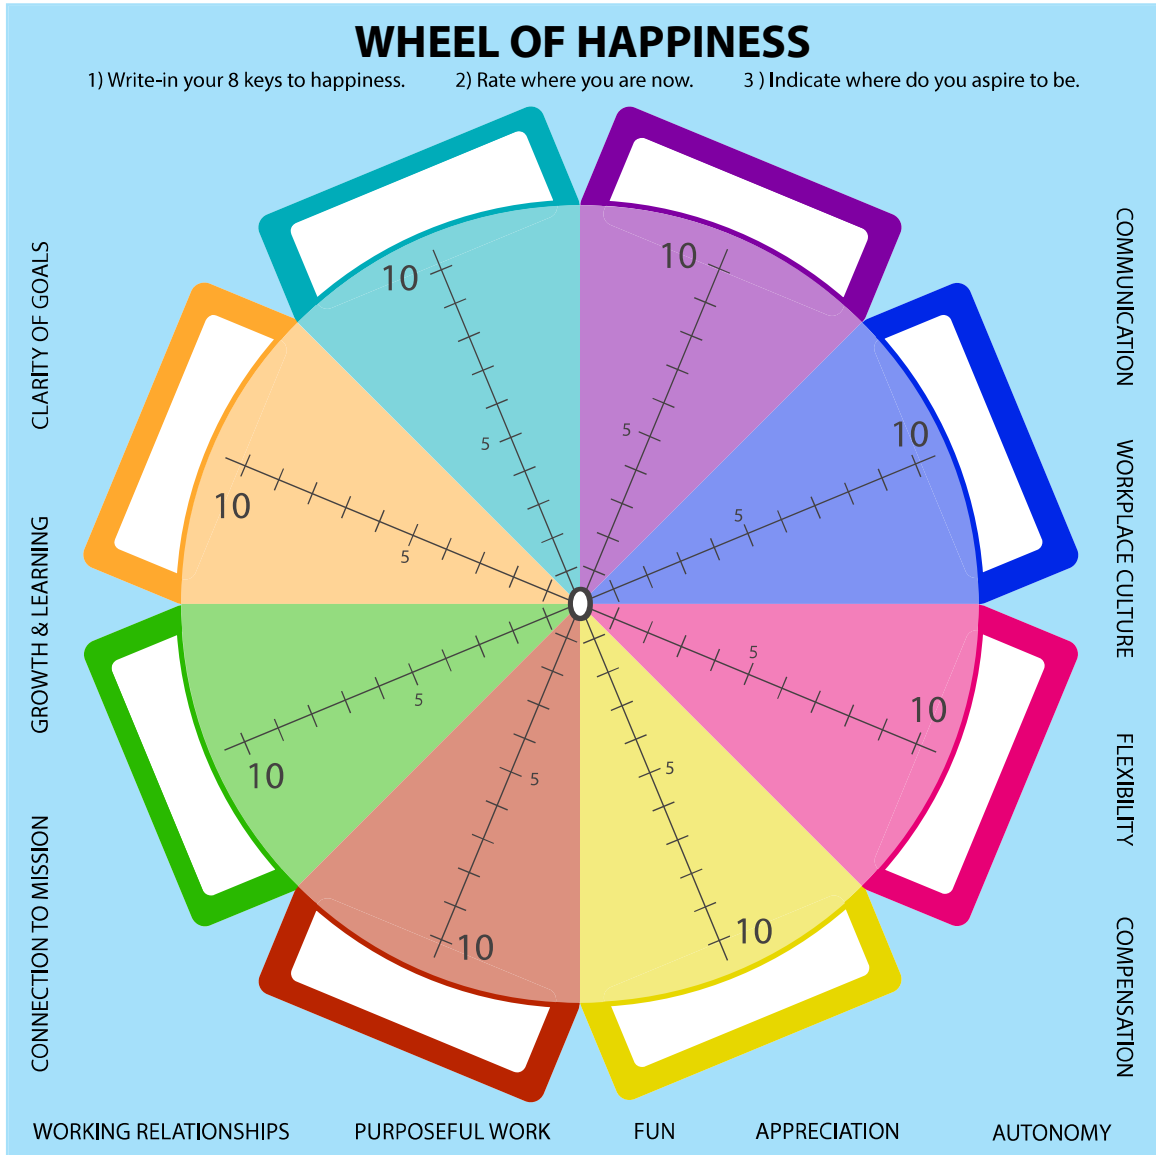 WHEEL OF HAPPINESS
1) Write-in your 8 keys to happiness. 2) Rate where you are now. 3 ) Indicate where do you aspire to be.
10
10
10
10
10
10
10
10
5
5
5
5
5
5
5
5
0
CLARITY OF GOALS
GROWTH & LEARNING
CONNECTION TO MISSION
COMMUNICATION
WORKPLACE CULTURE
FLEXIBILITY
COMPENSATION
WORKING RELATIONSHIPS
PURPOSEFUL WORK
FUN
APPRECIATION
AUTONOMY